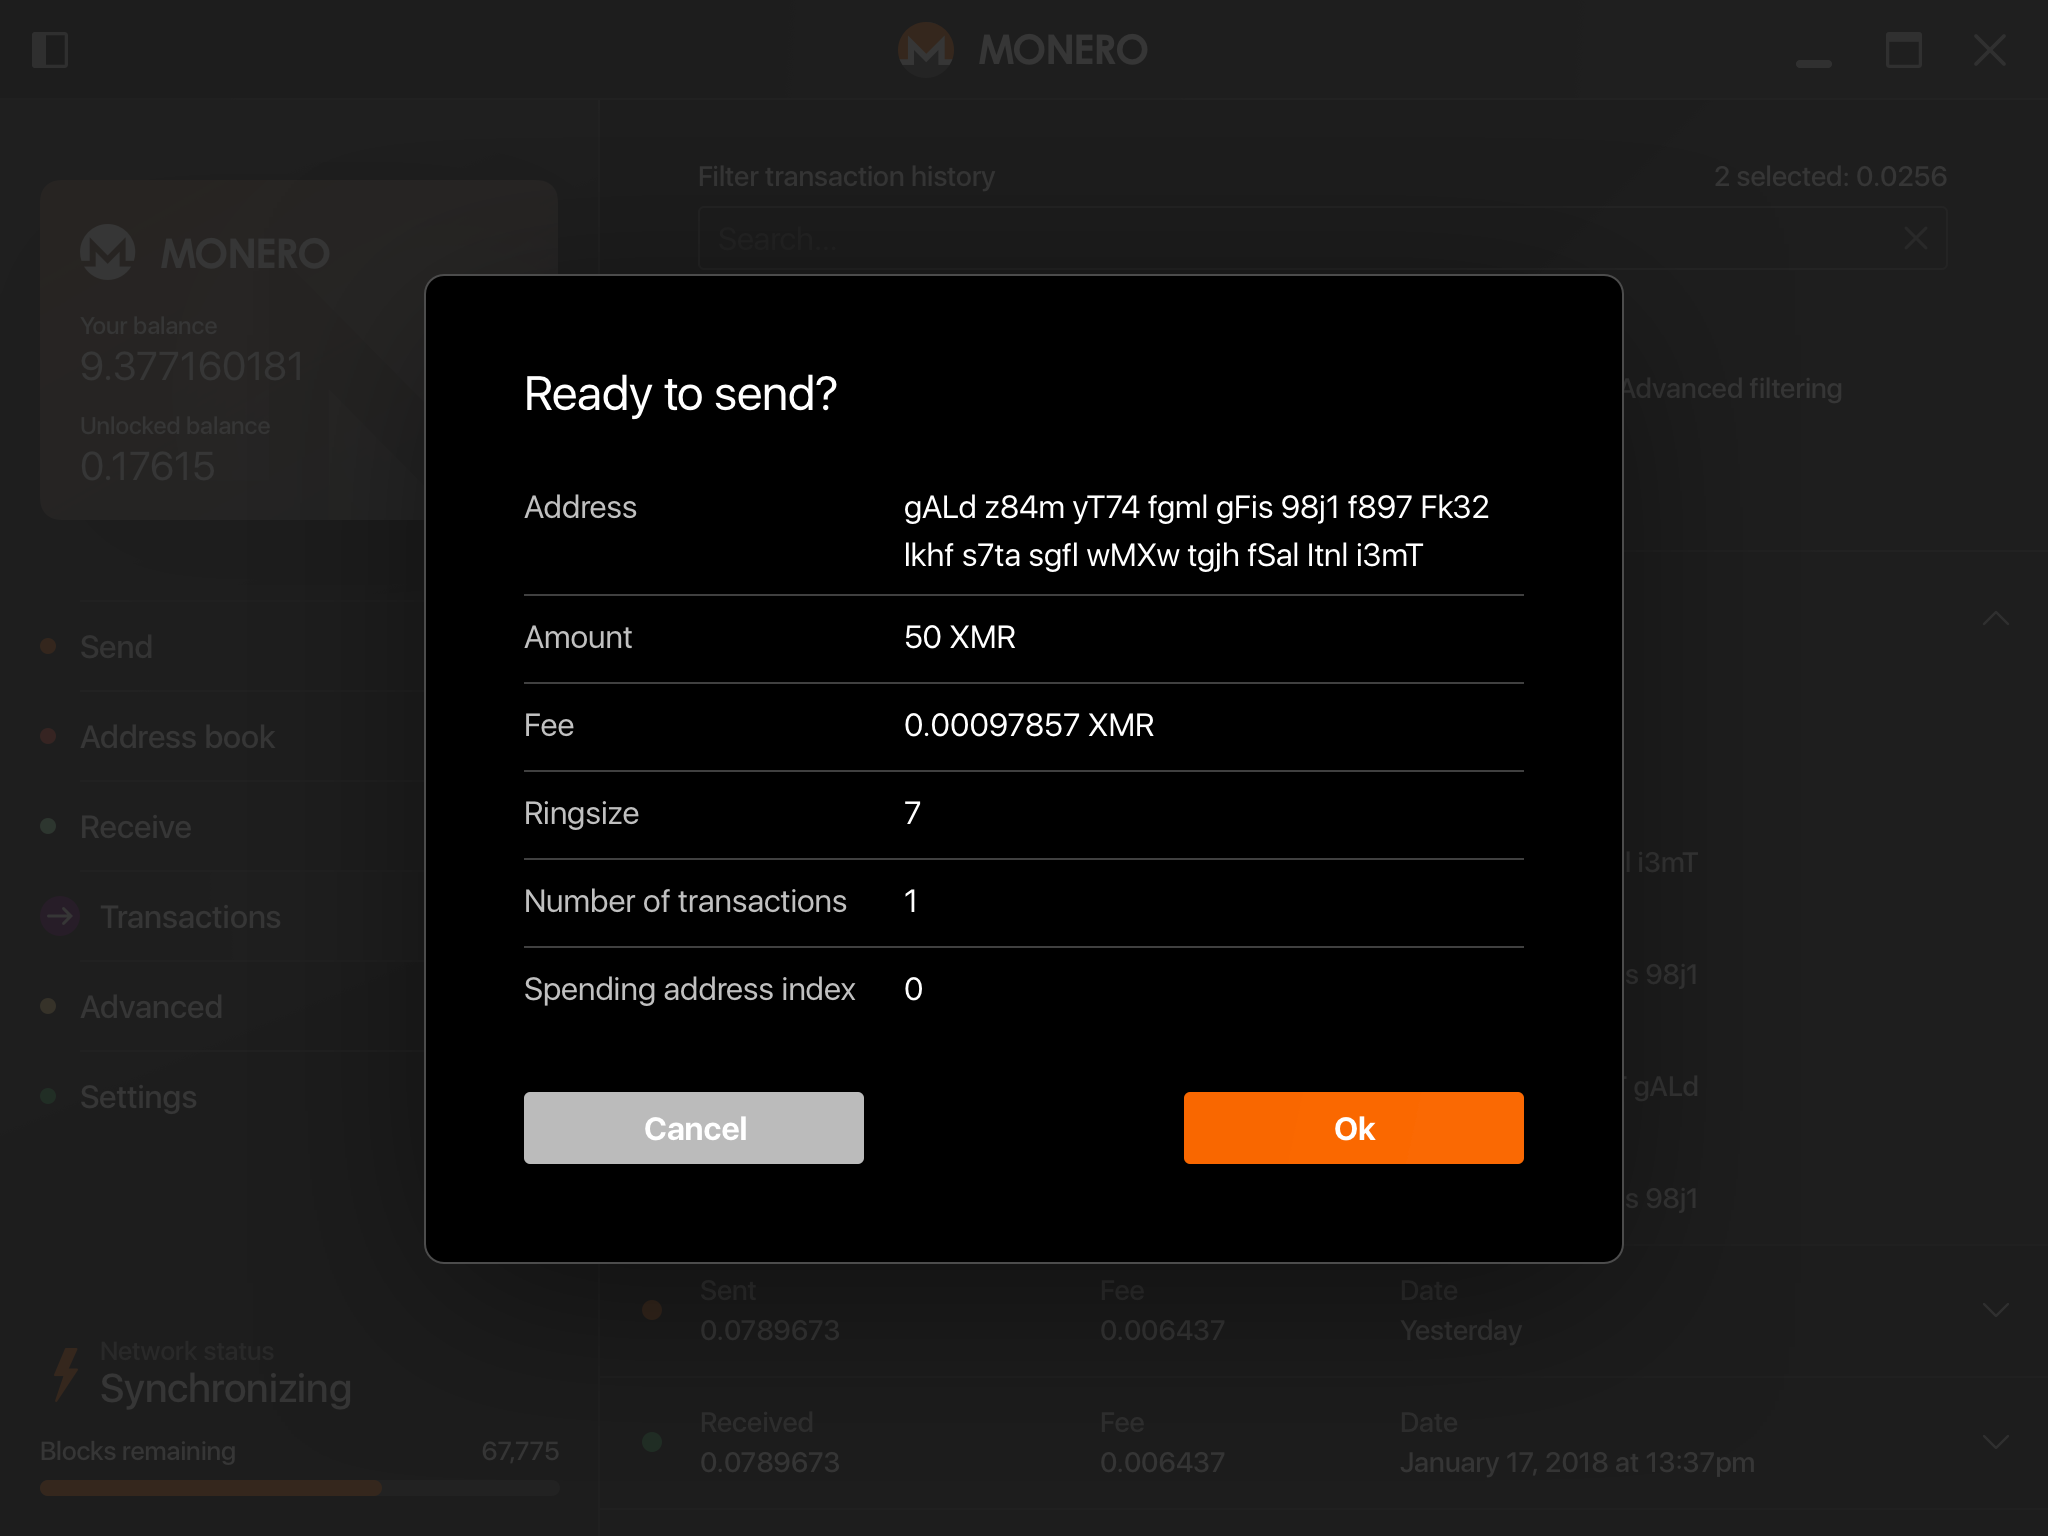 MONERO
Filter transaction history
2 selected: 0.0256
Search...
MONERO
Your balance
9.377160181
Unlocked balance
0.17615
Advanced filtering
Send
Address book
Receive
Transactions
Advanced
Settings
Network status
Synchronizing
Blocks remaining
67,775
Ready to send?
Address
gALd z84m yT74 fgml gFis 98j1 f897 Fk32
lkhf s7ta sgfl wMXw tgjh fSal ltnl i3mT
Amount
50 XMR
Fee
0.00097857 XMR
Ringsize
7
Number of transactions
1
Spending address index
0
Cancel
Ok
l i3mT
s 98j1
gALd
s 98j1
Sent
Fee
Date
0.0789673
0.006437
Yesterday
Received
Fee
Date
0.0789673
0.006437
January 17, 2018 at 13:37pm